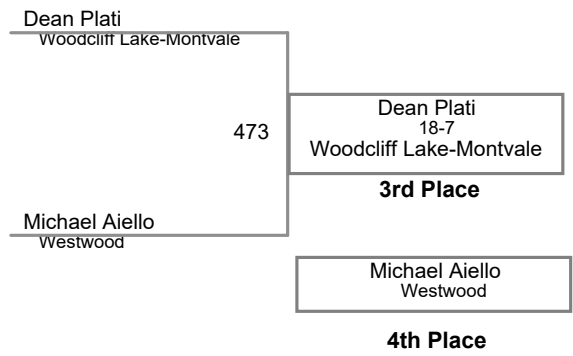 Dean Plati
Woodcliff Lake-Montvale
473
Dean Plati
18-7
Woodcliff Lake-Montvale
3rd Place
Michael Aiello
Westwood
Michael Aiello
Westwood
4th Place